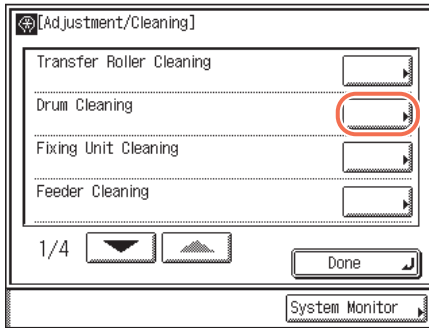 [Adjustment/Cleaning]
Transfer Roller Cleaning
Drum Cleaning
Fixing Unit Cleaning
Feeder Cleaning
1/4
Done
System Monitor